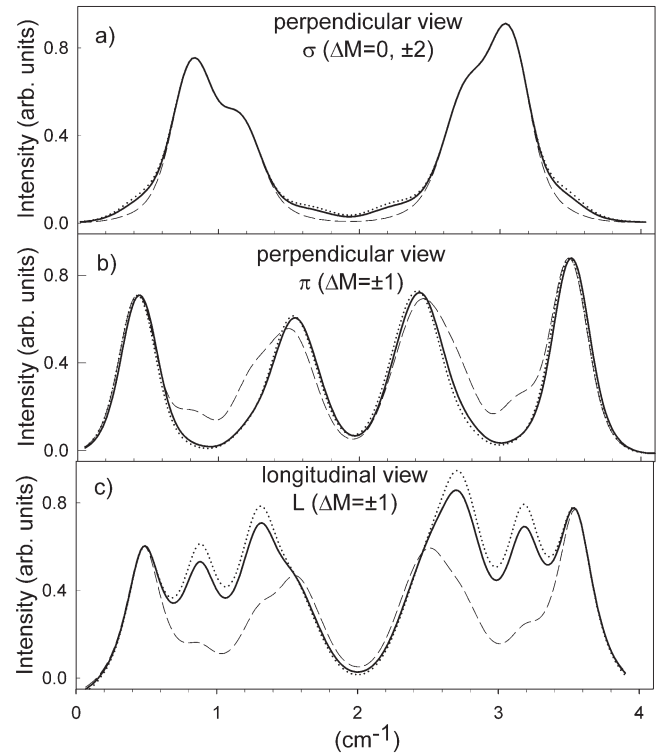 a)
perpendicular view
σ (ΔM=0, ±2)
Intensity (arb. units)
0.8
0.4
0.0
b)
perpendicular view
π (ΔM=±1)
Intensity (arb. units)
0.8
0.4
0.0
c)
longitudinal view
L (ΔM=±1)
Intensity (arb. units)
0.8
0.4
0.0
0 1 2 3 4
(cm⁻¹)